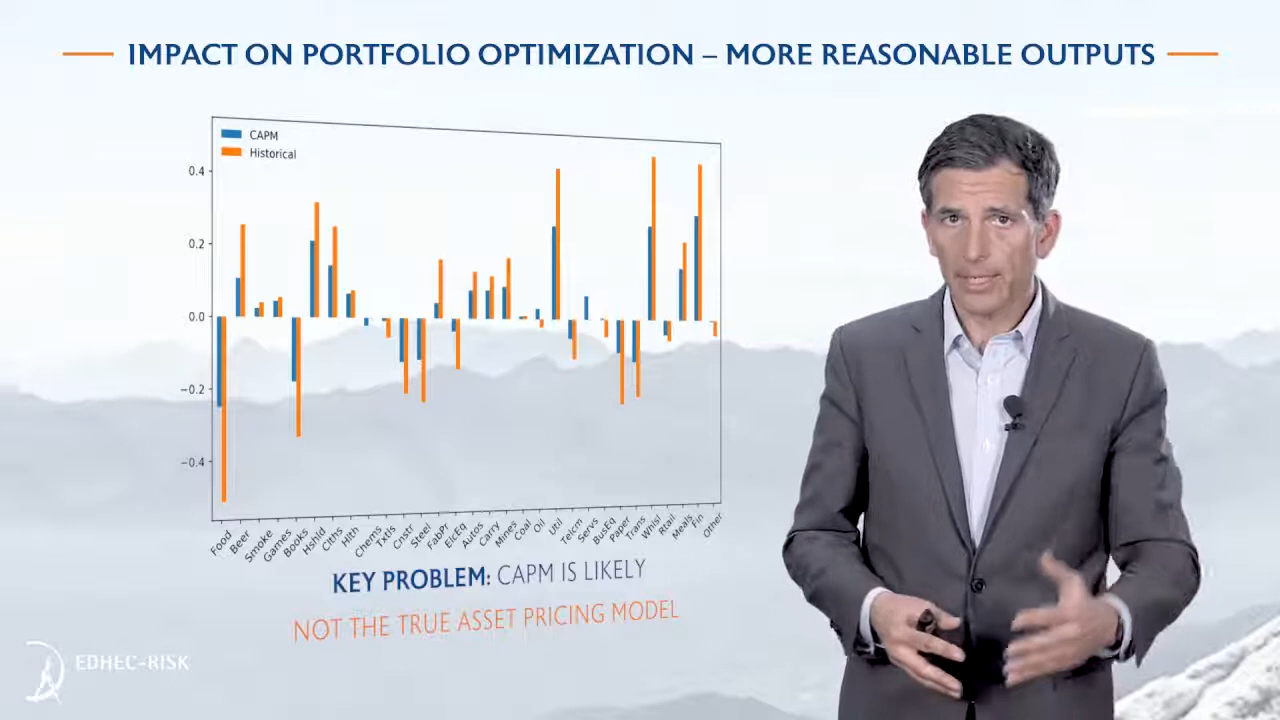 IMPACT ON PORTFOLIO OPTIMIZATION – MORE REASONABLE OUTPUTS
CAPM
Historical
0.4
0.2
0.0
−0.2
−0.4
Food
Beer
Smoke
Games
Books
Hshld
Clths
Hlth
Chems
Txtls
Cnstr
Steel
FabPr
ElcEq
Autos
Carry
Mines
Coal
Oil
Util
Telcm
Servs
BusEq
Paper
Trans
Whlsl
Rtail
Meals
Fin
Other
KEY PROBLEM: CAPM IS LIKELY
NOT THE TRUE ASSET PRICING MODEL
EDHEC-RISK